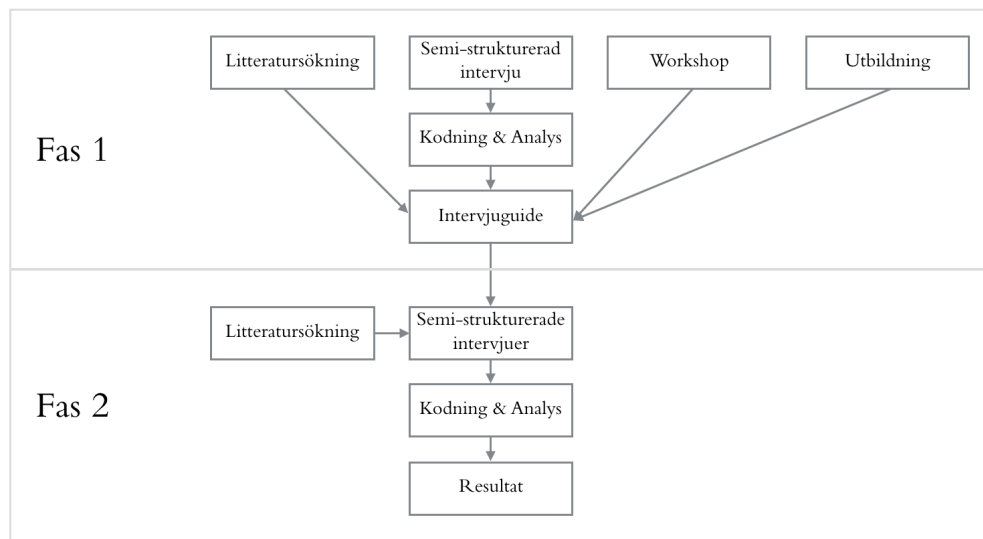 Litteratursökning
Semi-strukturerad
intervju
Workshop
Utbildning
Fas 1
Kodning & Analys
Intervjuguide
Litteratursökning
Semi-strukturerade
intervjuer
Fas 2
Kodning & Analys
Resultat